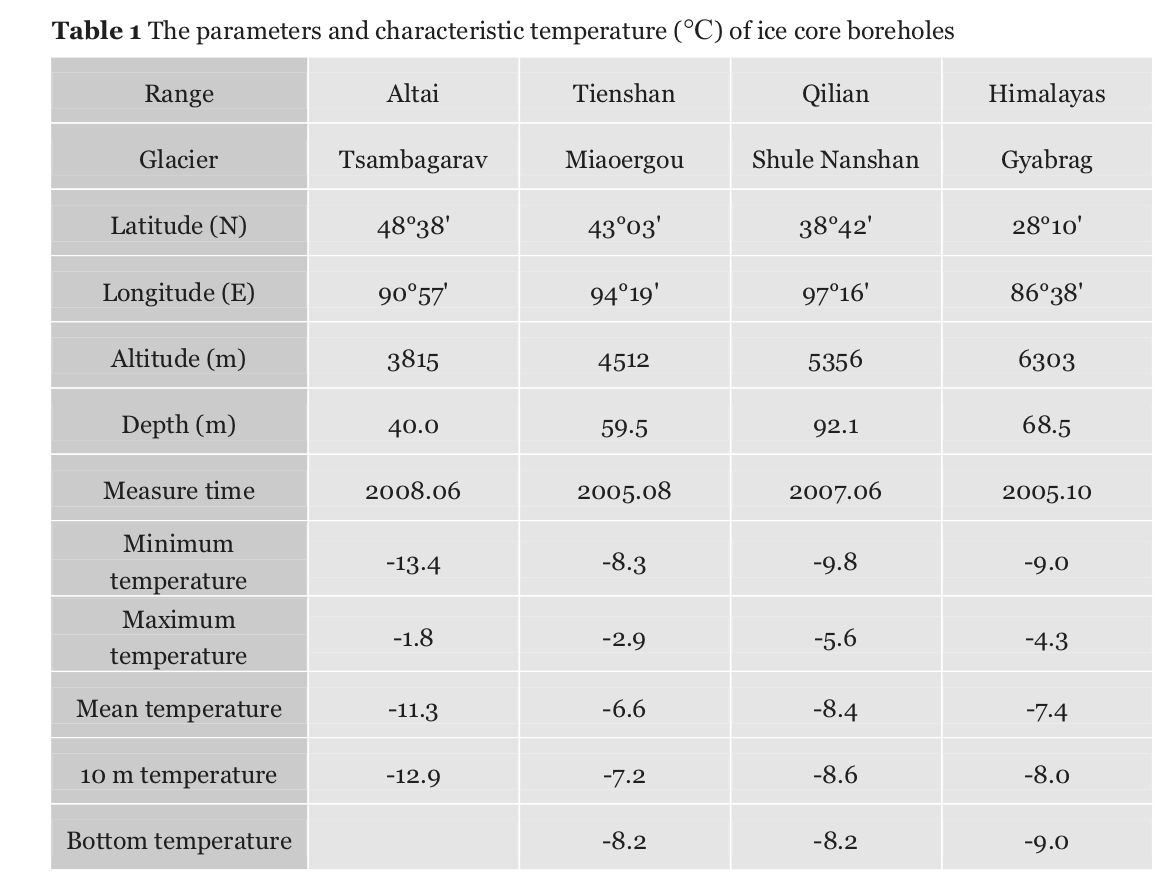 Table 1 The parameters and characteristic temperature (°C) of ice core boreholes
Range Altai Tienshan Qilian Himalayas
Glacier Tsambagarav Miaoergou Shule Nanshan Gyabrag
Latitude (N) 48°38' 43°03' 38°42' 28°10'
Longitude (E) 90°57' 94°19' 97°16' 86°38'
Altitude (m) 3815 4512 5356 6303
Depth (m) 40.0 59.5 92.1 68.5
Measure time 2008.06 2005.08 2007.06 2005.10
Minimum
temperature -13.4 -8.3 -9.8 -9.0
Maximum
temperature -1.8 -2.9 -5.6 -4.3
Mean temperature -11.3 -6.6 -8.4 -7.4
10 m temperature -12.9 -7.2 -8.6 -8.0
Bottom temperature -8.2 -8.2 -9.0